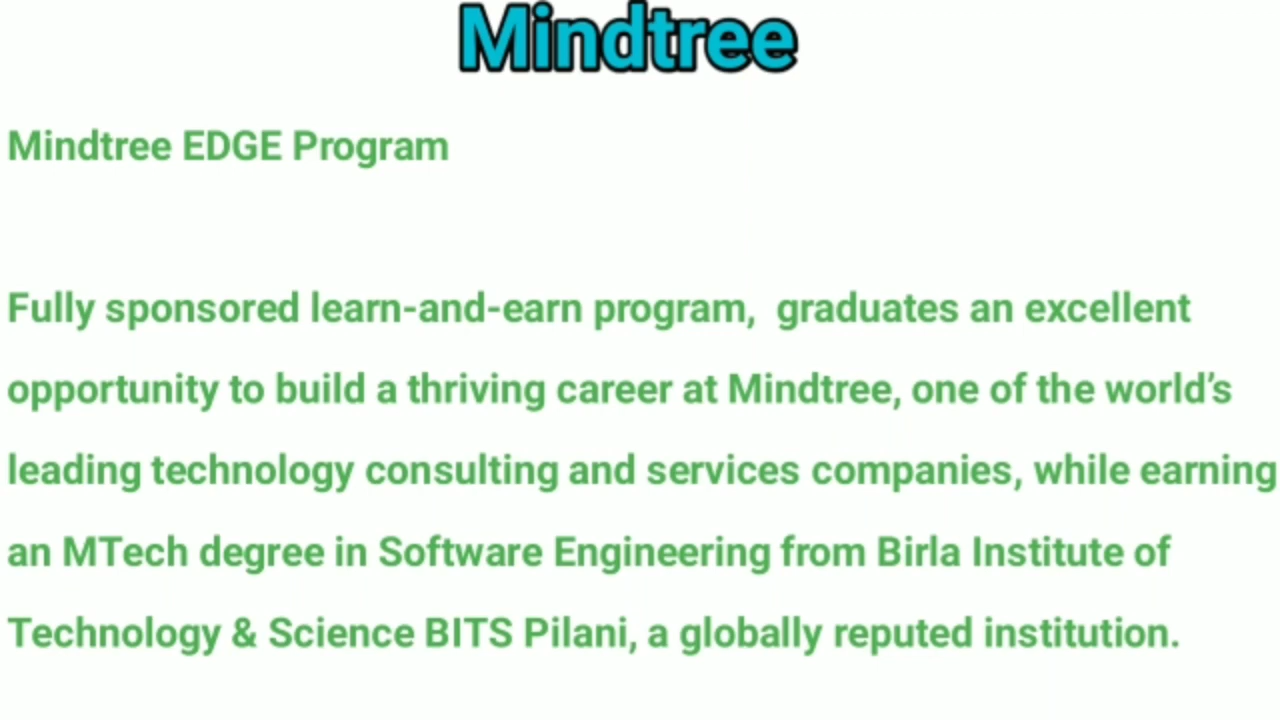 Mindtree
Mindtree EDGE Program
Fully sponsored learn-and-earn program,  graduates an excellent
opportunity to build a thriving career at Mindtree, one of the world’s
leading technology consulting and services companies, while earning
an MTech degree in Software Engineering from Birla Institute of
Technology & Science BITS Pilani, a globally reputed institution.